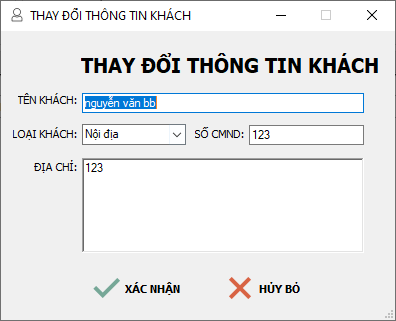 THAY ĐỔI THÔNG TIN KHÁCH
THAY ĐỔI THÔNG TIN KHÁCH
TÊN KHÁCH: nguyễn văn bb
LOẠI KHÁCH: Nội địa SỐ CMND: 123
ĐỊA CHỈ: 123
XÁC NHẬN HỦY BỎ